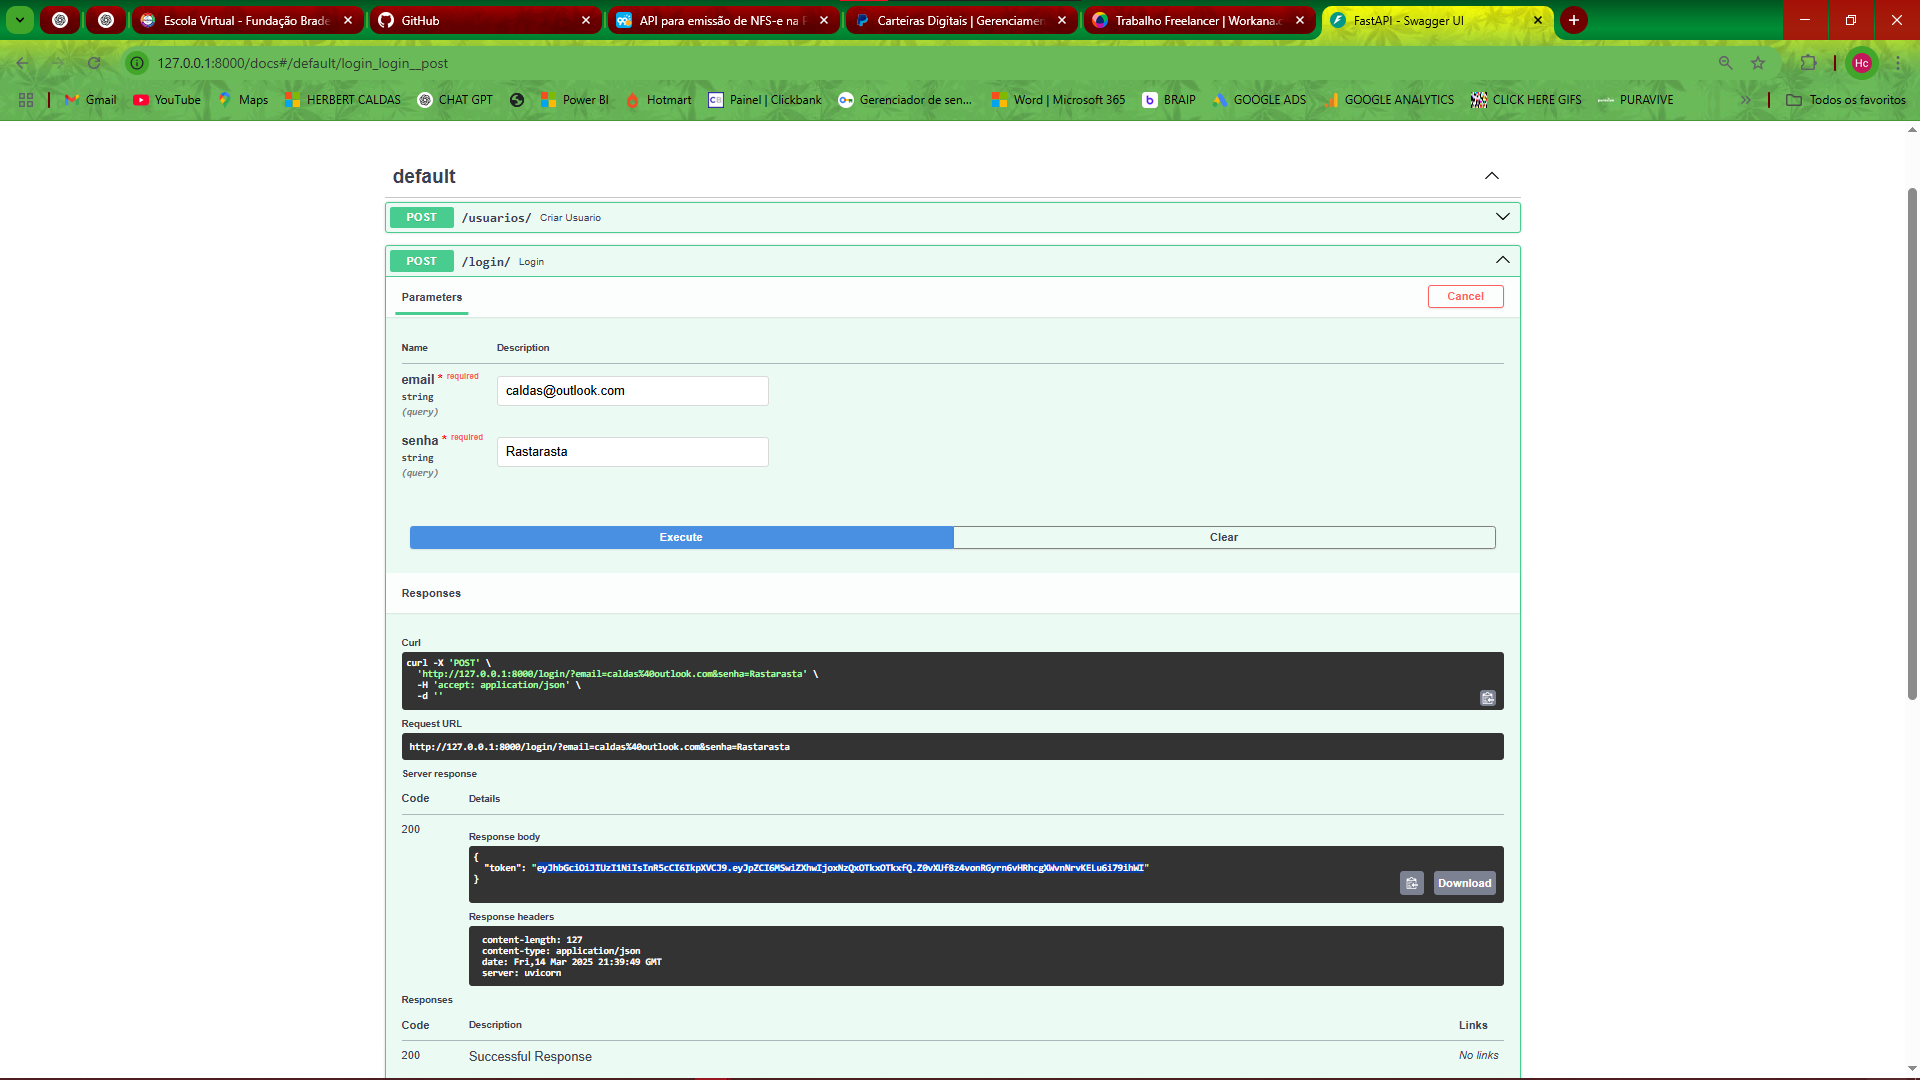 Escola Virtual - Fundação Brade
GitHub
API para emissão de NFS-e na P
Carteiras Digitais | Gerenciamen
Trabalho Freelancer | Workana.c
FastAPI - Swagger UI
127.0.0.1:8000/docs#/default/login_login__post
Hc
Gmail
YouTube
Maps
HERBERT CALDAS
CHAT GPT
Power BI
Hotmart
CB
Painel | Clickbank
Gerenciador de sen...
Word | Microsoft 365
b
BRAIP
GOOGLE ADS
GOOGLE ANALYTICS
CLICK HERE GIFS
PURAVIVE
Todos os favoritos
default
POST /usuarios/ Criar Usuario
POST /login/ Login
Parameters
Cancel
Name Description
email * required
string
(query)
caldas@outlook.com
senha * required
string
(query)
Rastarasta
Execute
Clear
Responses
Curl
curl -X 'POST' \
'http://127.0.0.1:8000/login/?email=caldas%40outlook.com&senha=Rastarasta' \
-H 'accept: application/json' \
-d ''
Request URL
http://127.0.0.1:8000/login/?email=caldas%40outlook.com&senha=Rastarasta
Server response
Code Details
200
Response body
{
"token": "eyJhbGciOiJIUzI1NiIsInR5cCI6IkpXVCJ9.eyJpZCI6MSwiZXhwIjoxNzQxOTkxOTkxfQ.Z0vXUf8z4vonRGyrn6vHRhcgXWvnNrvKELu6i79ihWI"
}
Download
Response headers
content-length: 127
content-type: application/json
date: Fri,14 Mar 2025 21:39:49 GMT
server: uvicorn
Responses
Code Description Links
200 Successful Response No links